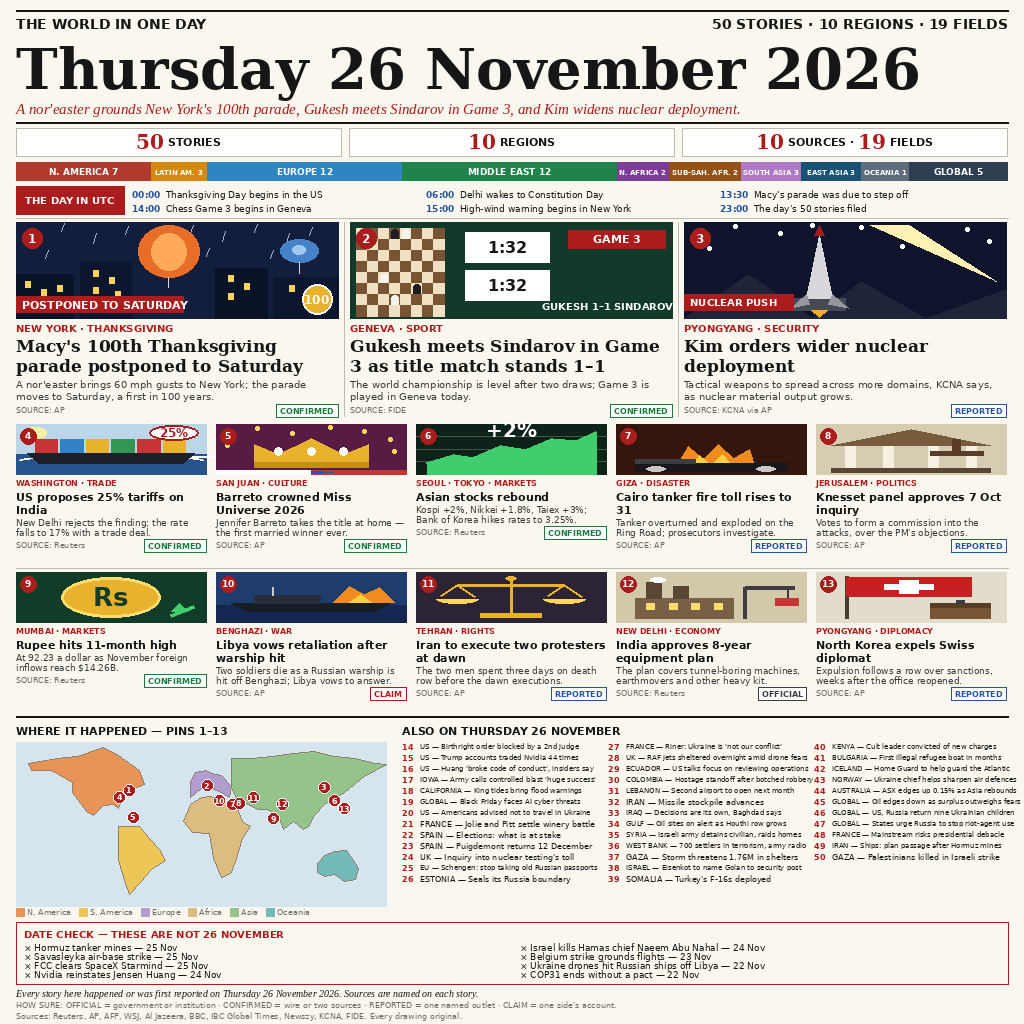 THE WORLD IN ONE DAY
50 STORIES · 10 REGIONS · 19 FIELDS
Thursday 26 November 2026
A nor'easter grounds New York's 100th parade, Gukesh meets Sindarov in Game 3, and Kim widens nuclear deployment.
50 STORIES
10 REGIONS
10 SOURCES · 19 FIELDS
N. AMERICA 7
LATIN AM. 3
EUROPE 12
MIDDLE EAST 12
N. AFRICA 2
SUB-SAH. AFR. 2
SOUTH ASIA 3
EAST ASIA 3
OCEANIA 1
GLOBAL 5
THE DAY IN UTC
00:00 Thanksgiving Day begins in the US
06:00 Delhi wakes to Constitution Day
13:30 Macy's parade was due to step off
14:00 Chess Game 3 begins in Geneva
15:00 High-wind warning begins in New York
23:00 The day's 50 stories filed
1
POSTPONED TO SATURDAY
100
NEW YORK · THANKSGIVING
Macy's 100th Thanksgiving
parade postponed to Saturday
A nor'easter brings 60 mph gusts to New York; the parade
moves to Saturday, a first in 100 years.
SOURCE: AP
CONFIRMED
2
1:32
1:32
GAME 3
GUKESH 1–1 SINDAROV
GENEVA · SPORT
Gukesh meets Sindarov in Game
3 as title match stands 1–1
The world championship is level after two draws; Game 3 is
played in Geneva today.
SOURCE: FIDE
CONFIRMED
3
NUCLEAR PUSH
PYONGYANG · SECURITY
Kim orders wider nuclear
deployment
Tactical weapons to spread across more domains, KCNA says,
as nuclear material output grows.
SOURCE: KCNA via AP
REPORTED
4
25%
WASHINGTON · TRADE
US proposes 25% tariffs on
India
New Delhi rejects the finding; the rate
falls to 17% with a trade deal.
SOURCE: Reuters
CONFIRMED
5
SAN JUAN · CULTURE
Barreto crowned Miss
Universe 2026
Jennifer Barreto takes the title at home —
the first married winner ever.
SOURCE: AP
CONFIRMED
6
+2%
SEOUL · TOKYO · MARKETS
Asian stocks rebound
Kospi +2%, Nikkei +1.8%, Taiex +3%;
Bank of Korea hikes rates to 3.25%.
SOURCE: Reuters
CONFIRMED
7
GIZA · DISASTER
Cairo tanker fire toll rises to
31
Tanker overturned and exploded on the
Ring Road; prosecutors investigate.
SOURCE: AP
REPORTED
8
JERUSALEM · POLITICS
Knesset panel approves 7 Oct
inquiry
Votes to form a commission into the
attacks, over the PM's objections.
SOURCE: AP
REPORTED
9
Rs
MUMBAI · MARKETS
Rupee hits 11-month high
At 92.23 a dollar as November foreign
inflows reach $14.26B.
SOURCE: Reuters
CONFIRMED
10
BENGHAZI · WAR
Libya vows retaliation after
warship hit
Two soldiers die as a Russian warship is
hit off Benghazi; Libya vows to answer.
SOURCE: AP
CLAIM
11
TEHRAN · RIGHTS
Iran to execute two protesters
at dawn
The two men spent three days on death
row before the dawn executions.
SOURCE: AP
REPORTED
12
NEW DELHI · ECONOMY
India approves 8-year
equipment plan
The plan covers tunnel-boring machines,
earthmovers and other heavy kit.
SOURCE: Reuters
OFFICIAL
13
PYONGYANG · DIPLOMACY
North Korea expels Swiss
diplomat
Expulsion follows a row over sanctions,
weeks after the office reopened.
SOURCE: AP
REPORTED
WHERE IT HAPPENED — PINS 1–13
1
4
5
2
10
7
8
11
9
12
3
6
13
N. America
S. America
Europe
Africa
Asia
Oceania
ALSO ON THURSDAY 26 NOVEMBER
14 US — Birthright order blocked by a 2nd judge
15 US — Trump accounts traded Nvidia 44 times
16 US — Huang 'broke code of conduct', insiders say
17 IOWA — Army calls controlled blast 'huge success'
18 CALIFORNIA — King tides bring flood warnings
19 GLOBAL — Black Friday faces AI cyber threats
20 US — Americans advised not to travel in Ukraine
21 FRANCE — Jolie and Pitt settle winery battle
22 SPAIN — Elections: what is at stake
23 SPAIN — Puigdemont returns 12 December
24 UK — Inquiry into nuclear testing's toll
25 EU — Schengen: stop taking old Russian passports
26 ESTONIA — Seals its Russia boundary
27 FRANCE — Riner: Ukraine is 'not our conflict'
28 UK — RAF jets sheltered overnight amid drone fears
29 ECUADOR — US talks focus on reviewing operations
30 COLOMBIA — Hostage standoff after botched robbery
31 LEBANON — Second airport to open next month
32 IRAN — Missile stockpile advances
33 IRAQ — Decisions are its own, Baghdad says
34 GULF — Oil sites on alert as Houthi row grows
35 SYRIA — Israeli army detains civilian, raids homes
36 WEST BANK — 700 settlers in terrorism, army radio
37 GAZA — Storm threatens 1.76M in shelters
38 ISRAEL — Eisenkot to name Golan to security post
39 SOMALIA — Turkey's F-16s deployed
40 KENYA — Cult leader convicted of new charges
41 BULGARIA — First illegal refugee boat in months
42 ICELAND — Home Guard to help guard the Atlantic
43 NORWAY — Ukraine chief helps sharpen air defences
44 AUSTRALIA — ASX edges up 0.15% as Asia rebounds
45 GLOBAL — Oil edges down as surplus outweighs fears
46 GLOBAL — US, Russia return nine Ukrainian children
47 GLOBAL — States urge Russia to stop riot-agent use
48 FRANCE — Mainstream risks presidential debacle
49 IRAN — Ships: plan passage after Hormuz mines
50 GAZA — Palestinians killed in Israeli strike
DATE CHECK — THESE ARE NOT 26 NOVEMBER
× Hormuz tanker mines — 25 Nov
× Savasleyka air-base strike — 25 Nov
× FCC clears SpaceX Starmind — 25 Nov
× Nvidia reinstates Jensen Huang — 24 Nov
× Israel kills Hamas chief Naeem Abu Nahal — 24 Nov
× Belgium strike grounds flights — 23 Nov
× Ukraine drones hit Russian ships off Libya — 22 Nov
× COP31 ends without a pact — 22 Nov
Every story here happened or was first reported on Thursday 26 November 2026. Sources are named on each story.
HOW SURE: OFFICIAL = government or institution · CONFIRMED = wire or two sources · REPORTED = one named outlet · CLAIM = one side's account.
Sources: Reuters, AP, AFP, WSJ, Al Jazeera, BBC, IBC Global Times, Newszy, KCNA, FIDE. Every drawing original.